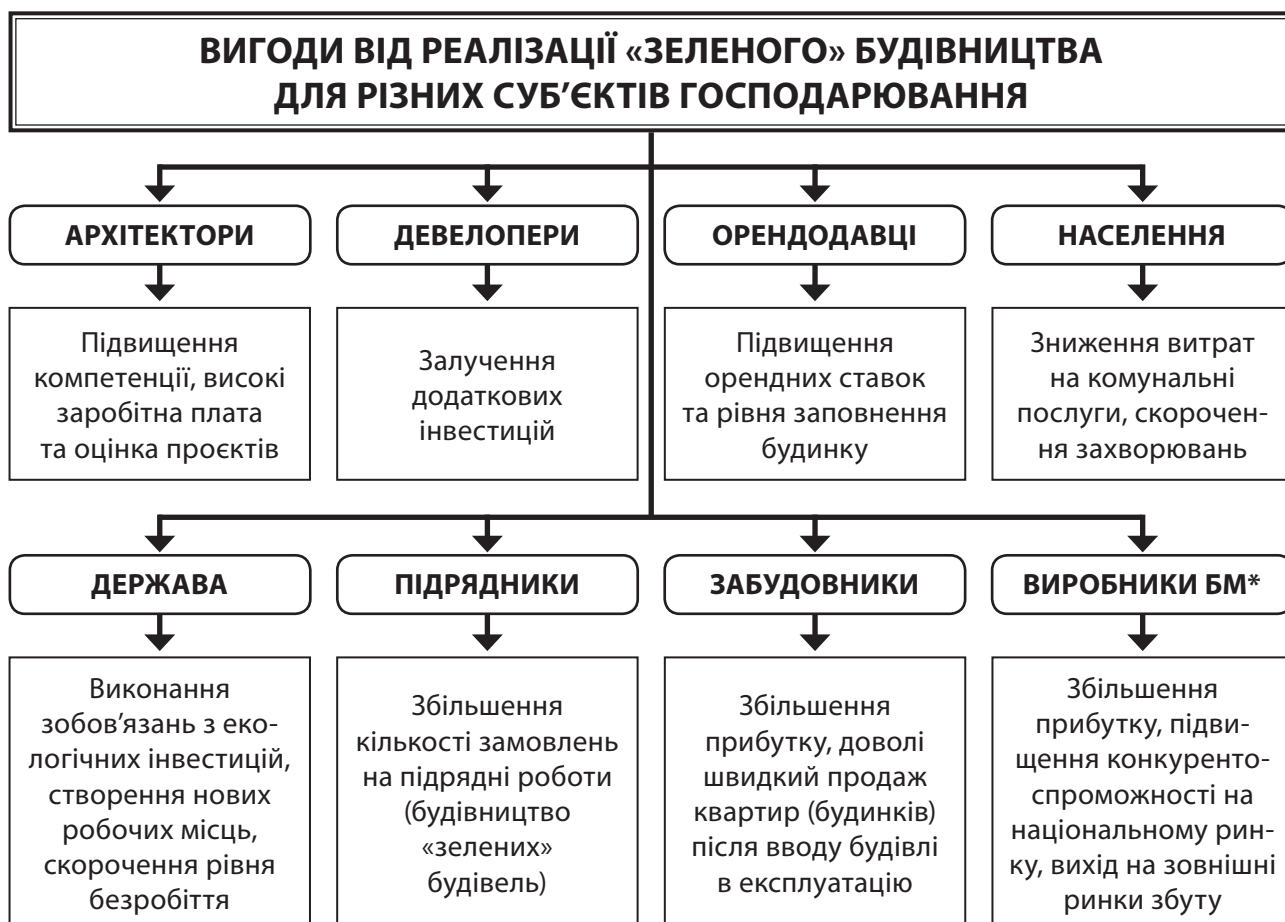 ВИГОДИ ВІД РЕАЛІЗАЦІЇ «ЗЕЛЕНОГО» БУДІВНИЦТВА
ДЛЯ РІЗНИХ СУБ’ЄКТІВ ГОСПОДАРЮВАННЯ
АРХІТЕКТОРИ
ДЕВЕЛОПЕРИ
ОРЕНДОДАВЦІ
НАСЕЛЕННЯ
Підвищення
компетенції, високі
заробітна плата
та оцінка проєктів
Залучення
додаткових
інвестицій
Підвищення
орендних ставок
та рівня заповнення
будинку
Зниження витрат
на комунальні
послуги, скорочен-
ня захворювань
ДЕРЖАВА
ПІДРЯДНИКИ
ЗАБУДОВНИКИ
ВИРОБНИКИ БМ*
Виконання
зобов’язань з еко-
логічних інвестицій,
створення нових
робочих місць,
скорочення рівня
безробіття
Збільшення
кількості замовлень
на підрядні роботи
(будівництво
«зелених»
будівель)
Збільшення
прибутку, доволі
швидкий продаж
квартир (будинків)
після вводу будівлі
в експлуатацію
Збільшення
прибутку, підви-
щення конкуренто-
спроможності на
національному рин-
ку, вихід на зовнішні
ринки збуту